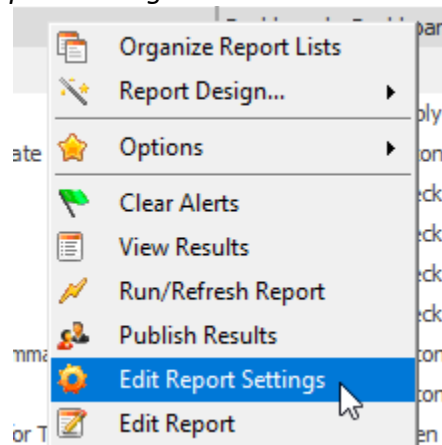 Organize Report Lists
Report Design...
Options
Clear Alerts
View Results
Run/Refresh Report
Publish Results
Edit Report Settings
Edit Report